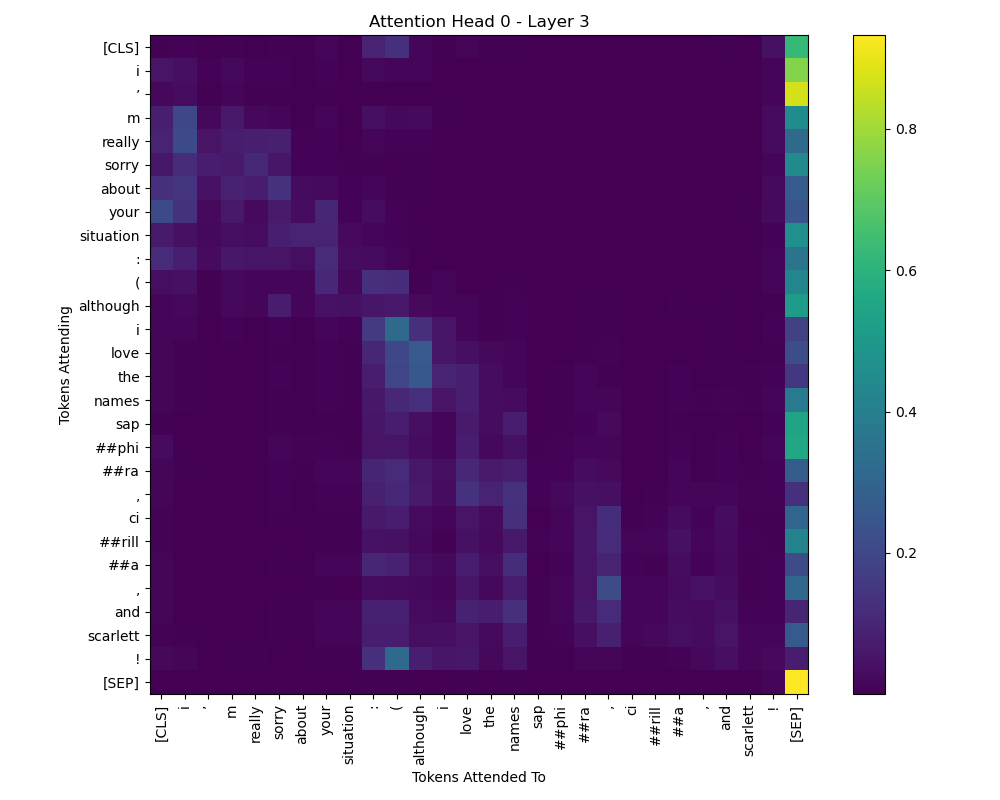 Attention Head 0 - Layer 3
Tokens Attending
[CLS]
i
’
m
really
sorry
about
your
situation
:
(
although
i
love
the
names
sap
##phi
##ra
,
ci
##rill
##a
,
and
scarlett
!
[SEP]
[CLS]
i
’
m
really
sorry
about
your
situation
:
(
although
i
love
the
names
sap
##phi
##ra
,
ci
##rill
##a
,
and
scarlett
!
[SEP]
Tokens Attended To
0.8
0.6
0.4
0.2